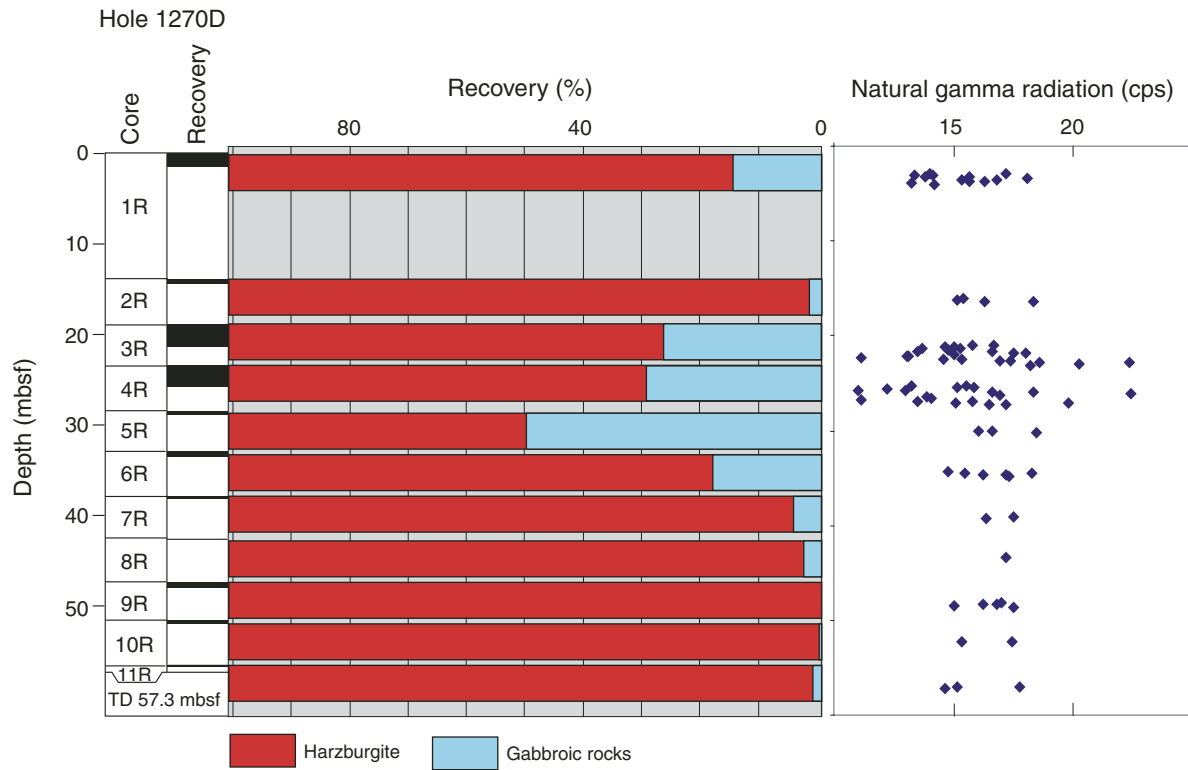 Hole 1270D
Core
Recovery
Recovery (%)
Natural gamma radiation (cps)
80 40 0
15 20
Depth (mbsf)
0
10
20
30
40
50
1R
2R
3R
4R
5R
6R
7R
8R
9R
10R
11R
TD 57.3 mbsf
Harzburgite
Gabbroic rocks